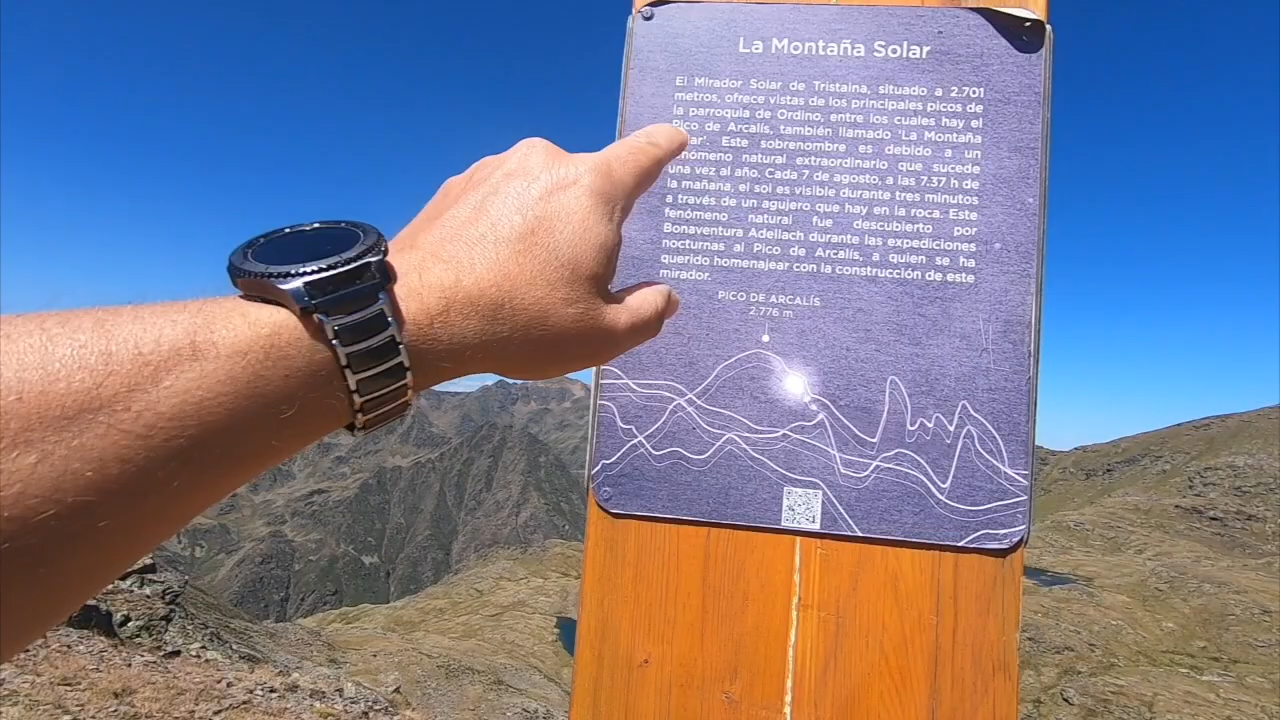 La Montaña Solar
El Mirador Solar de Tristaina, situado a 2.701
metros, ofrece vistas de los principales picos de
la parroquia de Ordino, entre los cuales hay el
Pico de Arcalís, también llamado 'La Montaña
lar'. Este sobrenombre es debido a un
fenómeno natural extraordinario que sucede
una vez al año. Cada 7 de agosto, a las 7.37 h de
la mañana, el sol es visible durante tres minutos
a través de un agujero que hay en la roca. Este
fenómeno natural fue descubierto por
Bonaventura Adellach durante las expediciones
nocturnas al Pico de Arcalís, a quien se ha
querido homenajear con la construcción de este
mirador.
PICO DE ARCALÍS
2.776 m